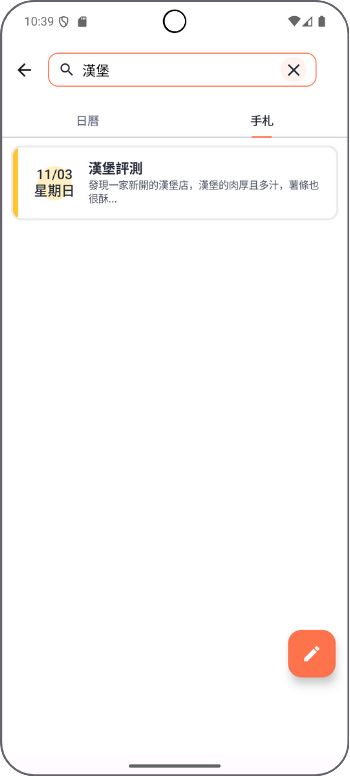 10:39
漢堡
日曆
手札
11/03
星期日
漢堡評測
發現一家新開的漢堡店，漢堡的肉厚且多汁，薯條也
很酥...